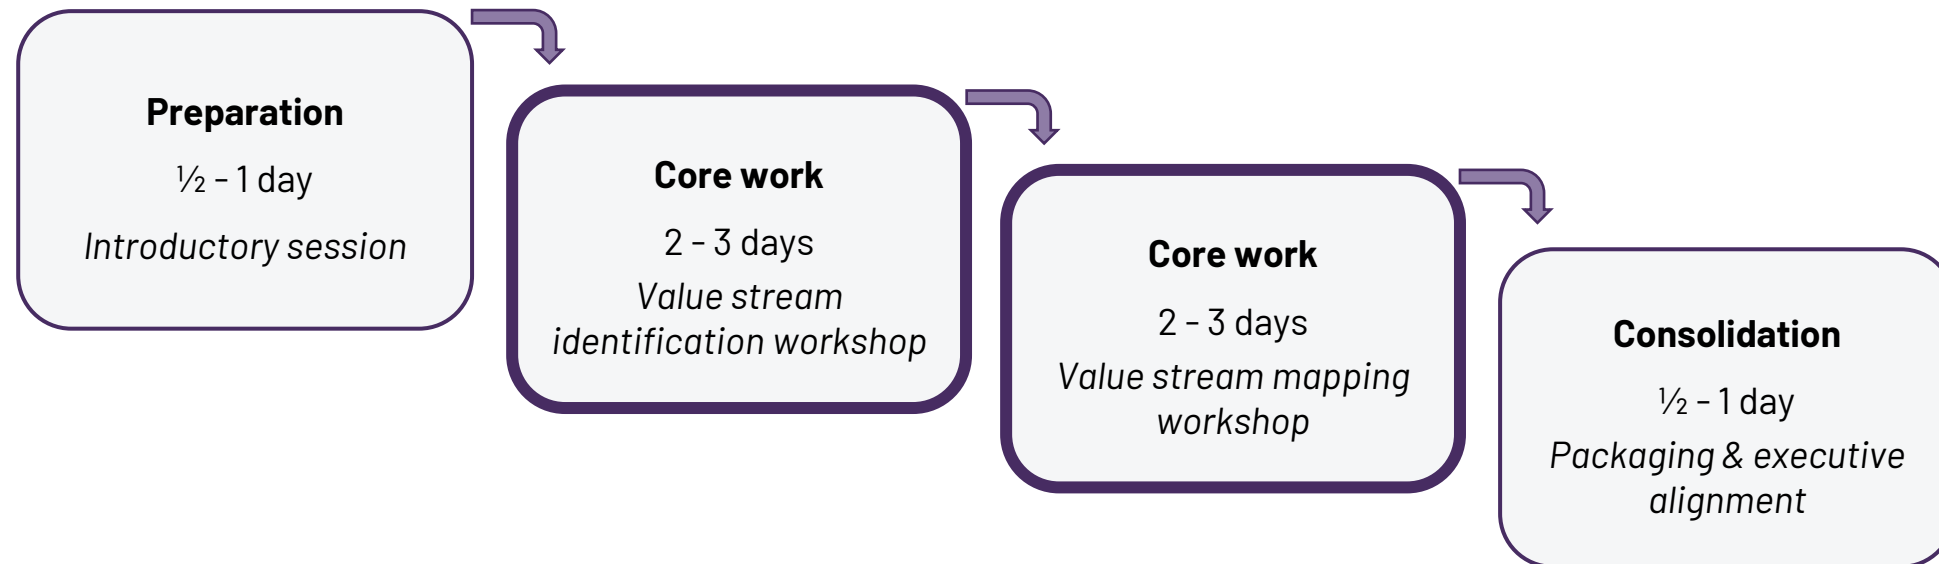 Preparation
½ - 1 day
Introductory session
Core work
2 - 3 days
Value stream
identification workshop
Core work
2 - 3 days
Value stream mapping
workshop
Consolidation
½ - 1 day
Packaging & executive
alignment